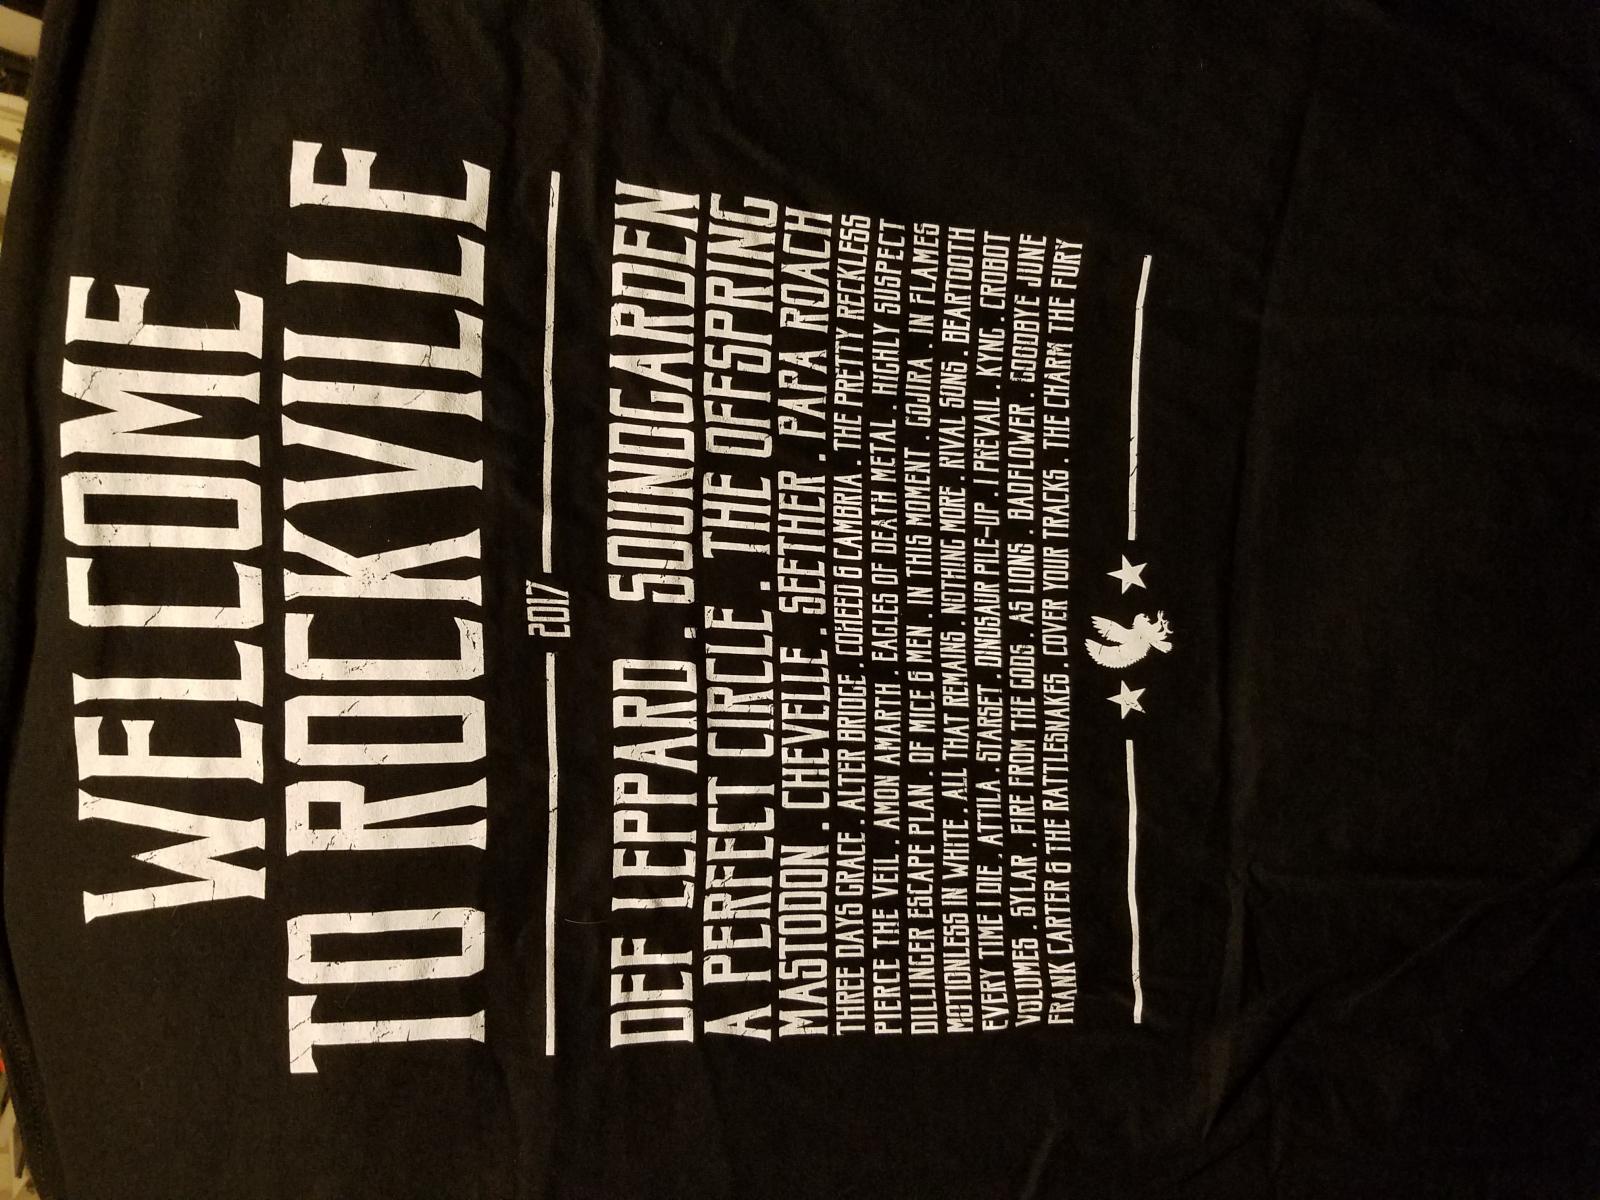 WELCOME
TO ROCKVILLE
2017
DEF LEPPARD . SOUNDGARDEN
A PERFECT CIRCLE . THE OFFSPRING
MASTODON . CHEVELLE . SEETHER . PAPA ROACH
THREE DAYS GRACE . ALTER BRIDGE . COHEED & CAMBRIA . THE PRETTY RECKLESS
PIERCE THE VEIL . AMON AMARTH . EAGLES OF DEATH METAL . HIGHLY SUSPECT
DILLINGER ESCAPE PLAN . OF MICE & MEN . IN THIS MOMENT . GOJIRA . IN FLAMES
MOTIONLESS IN WHITE . ALL THAT REMAINS . NOTHING MORE . RIVAL SONS . BEARTOOTH
EVERY TIME I DIE . ATTILA . STARSET . DINOSAUR PILE-UP . I PREVAIL . KYNG . CROBOT
VOLUMES . SYLAR . FIRE FROM THE GODS . AS LIONS . BADFLOWER . GOODBYE JUNE
FRANK CARTER & THE RATTLESNAKES . COVER YOUR TRACKS . THE CHARM THE FURY